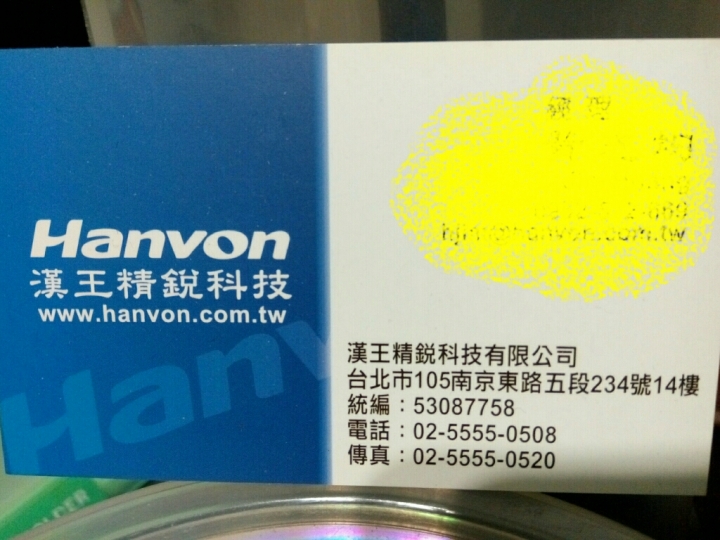 Hanvon
漢王精銳科技
www.hanvon.com.tw
漢王精銳科技有限公司
台北市105南京東路五段234號14樓
統編：53087758
電話：02-5555-0508
傳真：02-5555-0520
Hanv